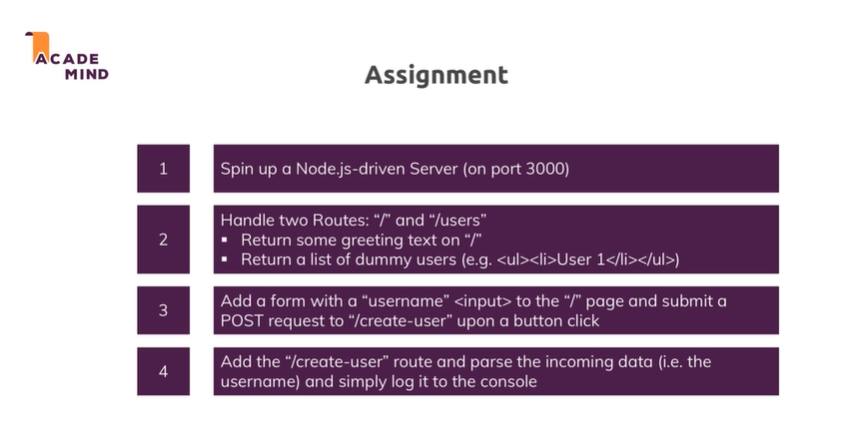 ACADE
MIND
Assignment
1
Spin up a Node.js-driven Server (on port 3000)
2
Handle two Routes: “/” and “/users”
▪ Return some greeting text on “/”
▪ Return a list of dummy users (e.g. <ul><li>User 1</li></ul>)
3
Add a form with a “username” <input> to the “/” page and submit a
POST request to “/create-user” upon a button click
4
Add the “/create-user” route and parse the incoming data (i.e. the
username) and simply log it to the console